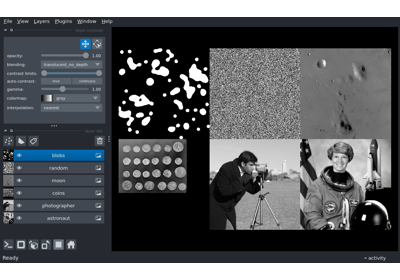 File View Layers Plugins Window Help
opacity: 1.00
blending: translucent_no_depth
contrast limits:
auto-contrast: once continuous
gamma: 1.00
colormap: gray
interpolation: nearest
blobs
random
moon
coins
photographer
astronaut
Ready
activity